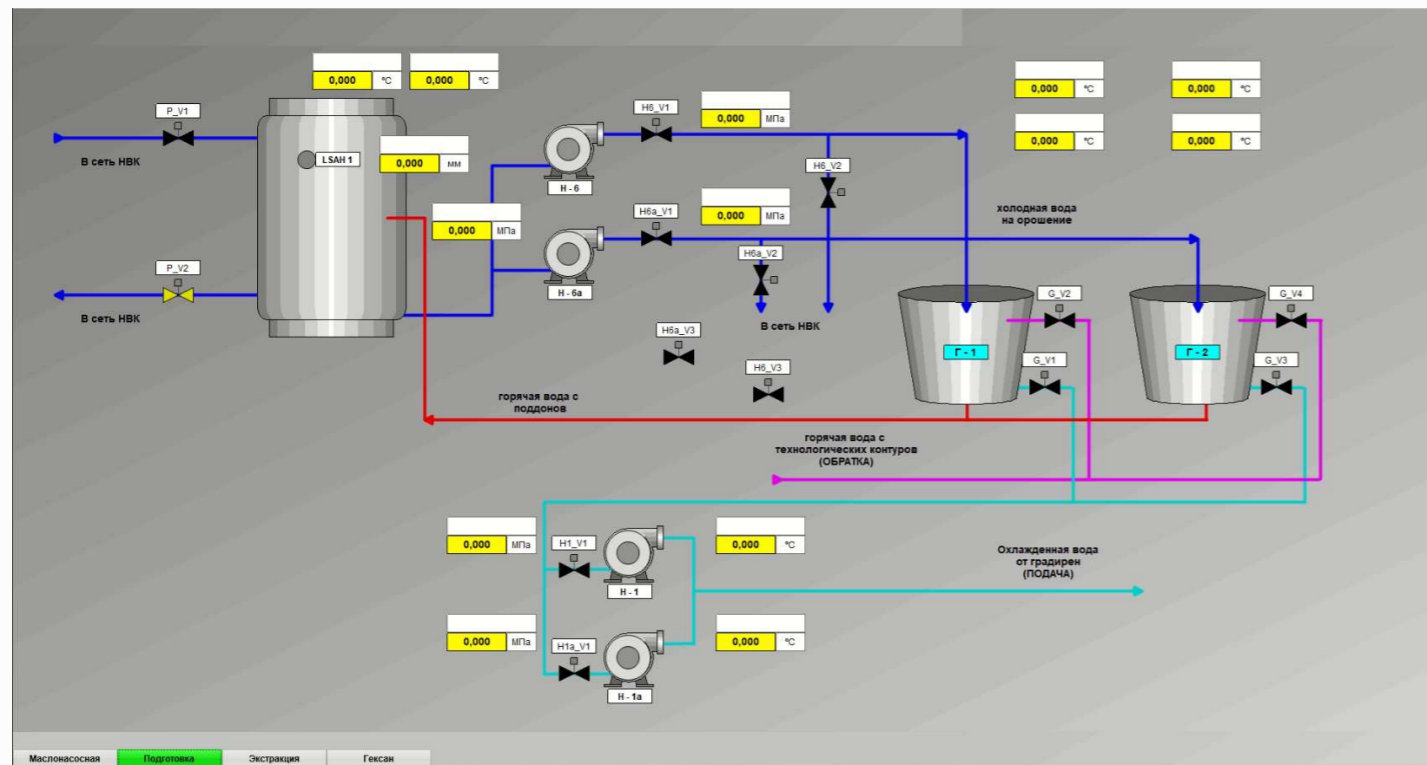 0,000 °C
0,000 °C
0,000 °C
0,000 °C
P_V1
H6_V1
0,000 МПа
0,000 °C
0,000 °C
В сеть НВК
LSAH 1
0,000 мм
Н - 6
H6_V2
H6a_V1
0,000 МПа
0,000 МПа
холодная вода
на орошение
H6a_V2
P_V2
Н - 6а
В сеть НВК
В сеть НВК
G_V2
G_V4
H6a_V3
Г - 1
G_V1
Г - 2
G_V3
H6_V3
горячая вода с
поддонов
горячая вода с
технологических контуров
(ОБРАТКА)
0,000 МПа
H1_V1
0,000 °C
Н - 1
Охлажденная вода
от градирен
(ПОДАЧА)
0,000 МПа
H1a_V1
0,000 °C
Н - 1а
Маслонасосная
Подготовка
Экстракция
Гексан